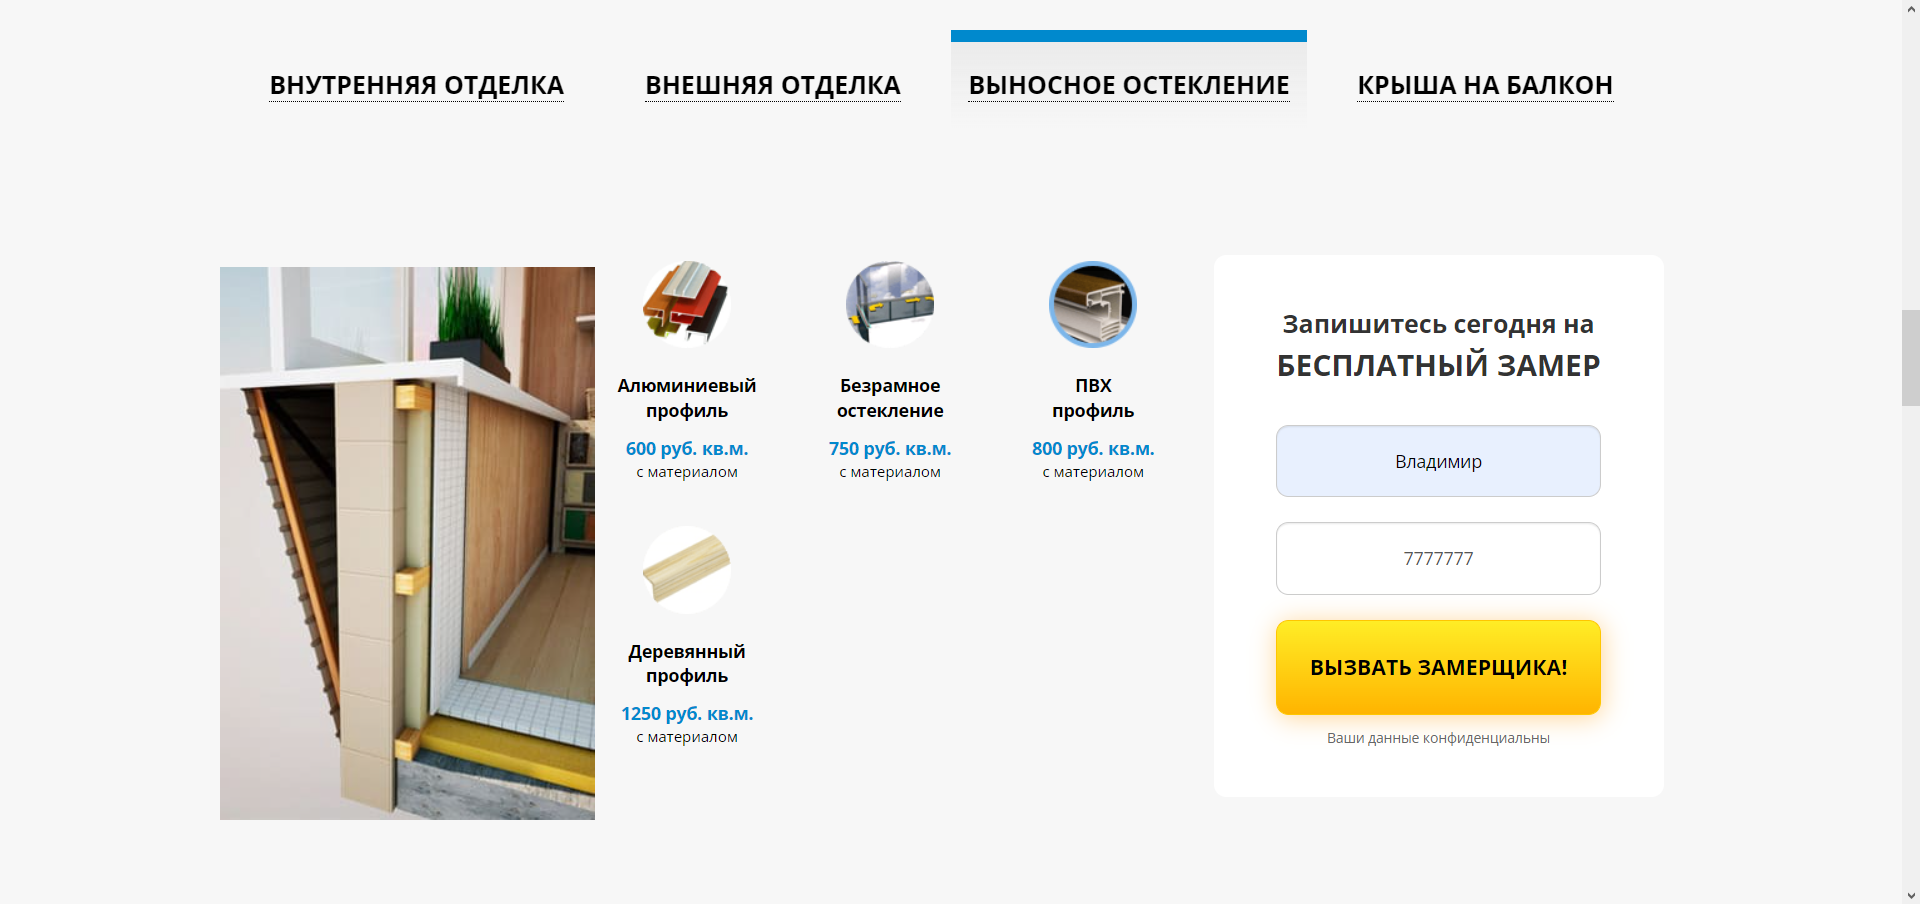 ВНУТРЕННЯЯ ОТДЕЛКА
ВНЕШНЯЯ ОТДЕЛКА
ВЫНОСНОЕ ОСТЕКЛЕНИЕ
КРЫША НА БАЛКОН
Алюминиевый
профиль
600 руб. кв.м.
с материалом
Безрамное
остекление
750 руб. кв.м.
с материалом
ПВХ
профиль
800 руб. кв.м.
с материалом
Деревянный
профиль
1250 руб. кв.м.
с материалом
Запишитесь сегодня на
БЕСПЛАТНЫЙ ЗАМЕР
Владимир
7777777
ВЫЗВАТЬ ЗАМЕРЩИКА!
Ваши данные конфиденциальны